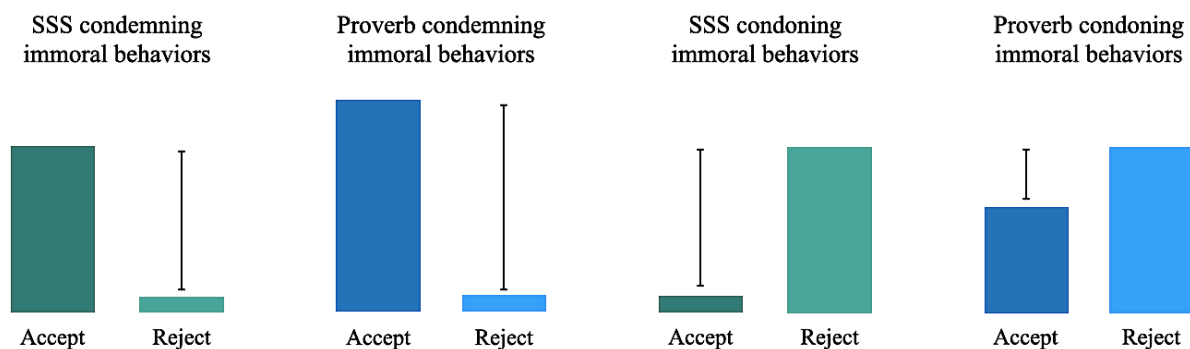 SSS condemning
immoral behaviors
Proverb condemning
immoral behaviors
SSS condoning
immoral behaviors
Proverb condoning
immoral behaviors
Accept
Reject
Accept
Reject
Accept
Reject
Accept
Reject